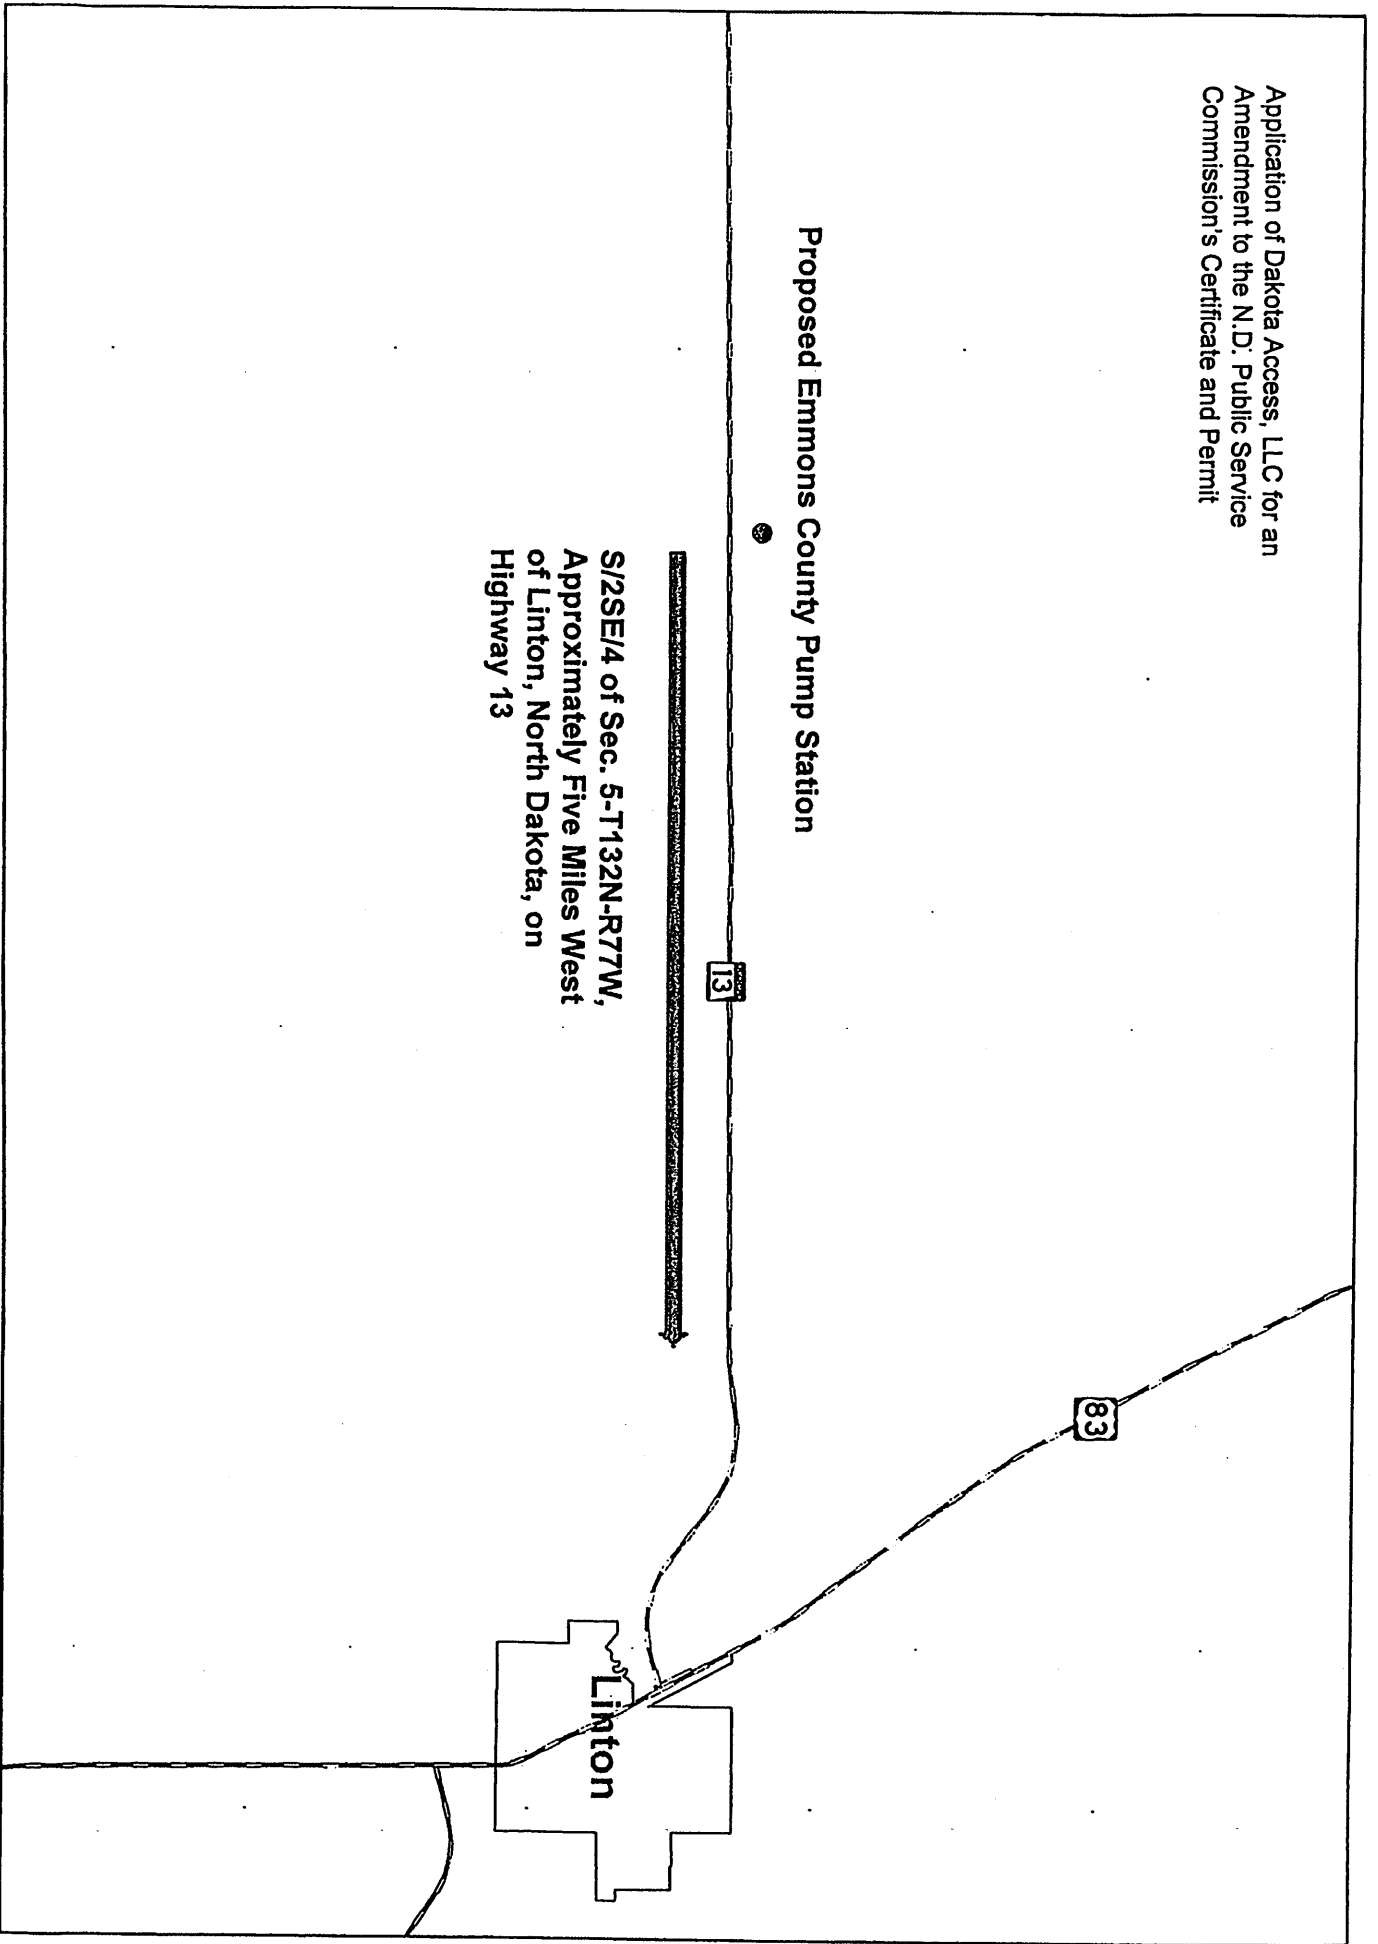 Application of Dakota Access, LLC for an
Amendment to the N.D. Public Service
Commission's Certificate and Permit
Proposed Emmons County Pump Station
13
83
S/2SE/4 of Sec. 5-T132N-R77W,
Approximately Five Miles West
of Linton, North Dakota, on
Highway 13
Linton